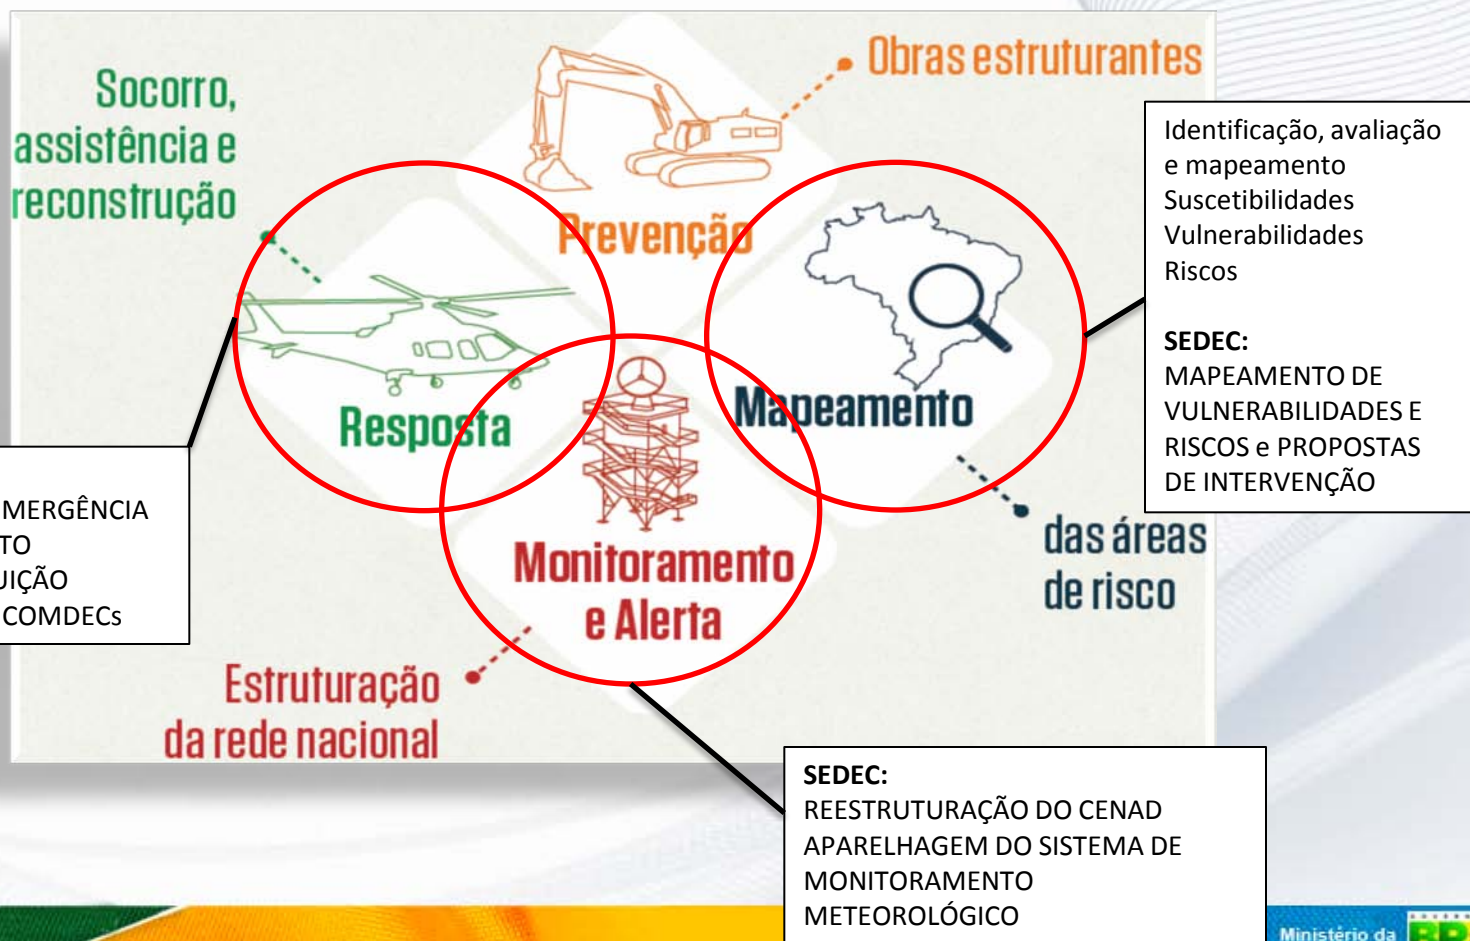 Obras estruturantes
Socorro,
assistência e
reconstrução
Prevenção
Identificação, avaliação
e mapeamento
Suscetibilidades
Vulnerabilidades
Riscos
SEDEC:
MAPEAMENTO DE
VULNERABILIDADES E
RISCOS e PROPOSTAS
DE INTERVENÇÃO
Resposta
Mapeamento
das áreas
de risco
COMDECs
Monitoramento
e Alerta
Estruturação
da rede nacional
SEDEC:
REESTRUTURAÇÃO DO CENAD
APARELHAGEM DO SISTEMA DE
MONITORAMENTO
METEOROLÓGICO
Ministério da